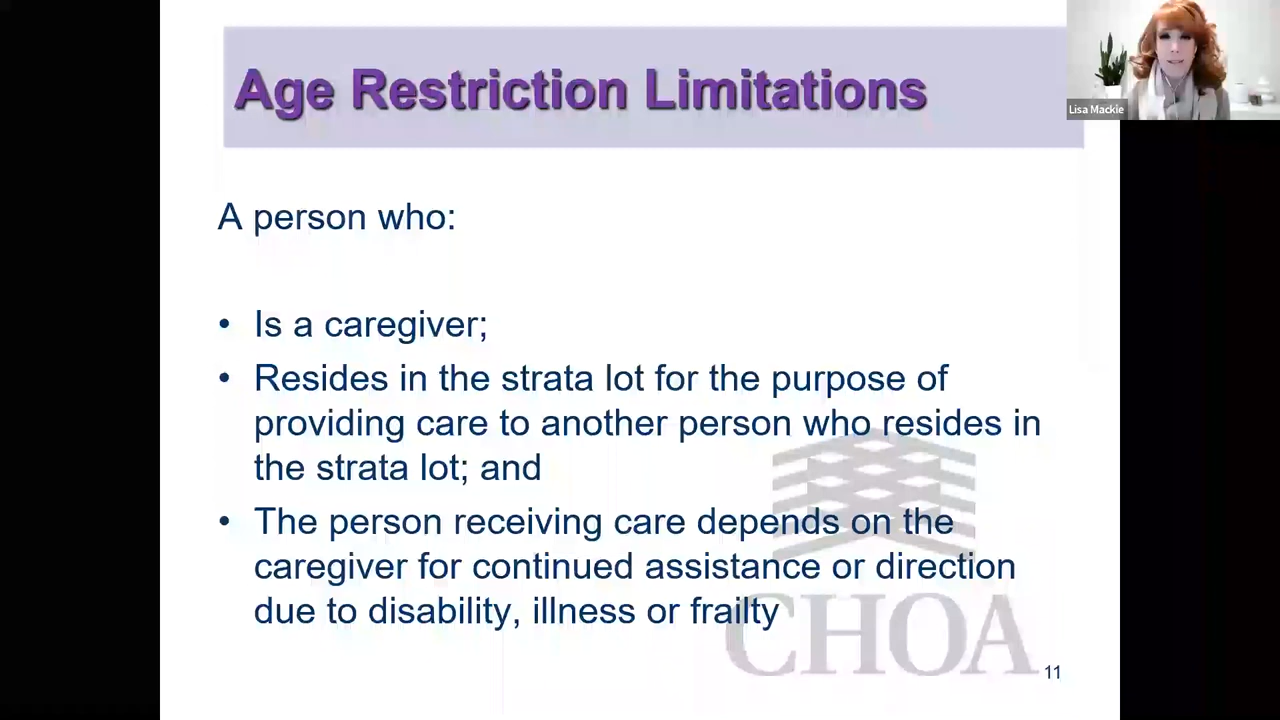 Age Restriction Limitations
Lisa Mackie
A person who:
• Is a caregiver;
• Resides in the strata lot for the purpose of
providing care to another person who resides in
the strata lot; and
• The person receiving care depends on the
caregiver for continued assistance or direction
due to disability, illness or frailty
CHOA
11